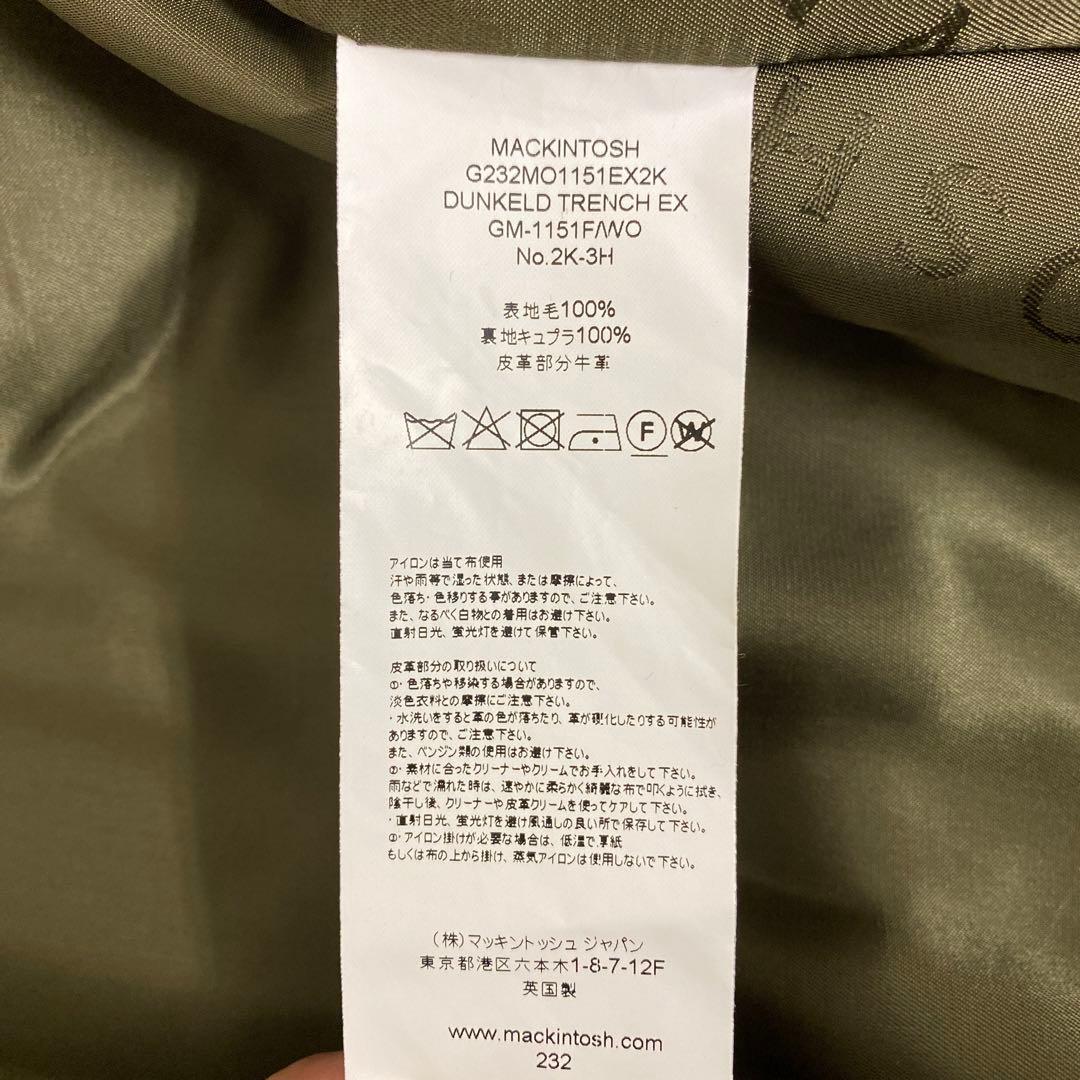 MACKINTOSH
G232MO1151EX2K
DUNKELD TRENCH EX
GM-1151F/WO
No.2K-3H
表地毛100%
裏地キュプラ100%
皮革部分牛革
F
W
アイロンは当て布使用
汗や雨等で湿った状態、または摩擦によって、
色落ち・色移りする事がありますので、ご注意下さい。
また、なるべく白物との着用はお避け下さい。
直射日光、蛍光灯を避けて保管下さい。
皮革部分の取り扱いについて
①・色落ちや移染する場合がありますので、
淡色衣料との摩擦にご注意下さい。
・水洗いをすると革の色が落ちたり、革が硬化したりする可能性が
ありますので、ご注意下さい。
また、ベンジン類の使用はお避け下さい。
②・素材に合ったクリーナーやクリームでお手入れをして下さい。
雨などで濡れた時は、速やかに柔らかく綺麗な布で叩くように拭き、
陰干し後、クリーナーや皮革クリームを使ってケアして下さい。
・直射日光、蛍光灯を避け風通しの良い所で保存して下さい。
③・アイロン掛けが必要な場合は、低温で厚紙
もしくは布の上から掛け、蒸気アイロンは使用しないで下さい。
(株)マッキントッシュ ジャパン
東京都港区六本木1-8-7-12F
英国製
www.mackintosh.com
232